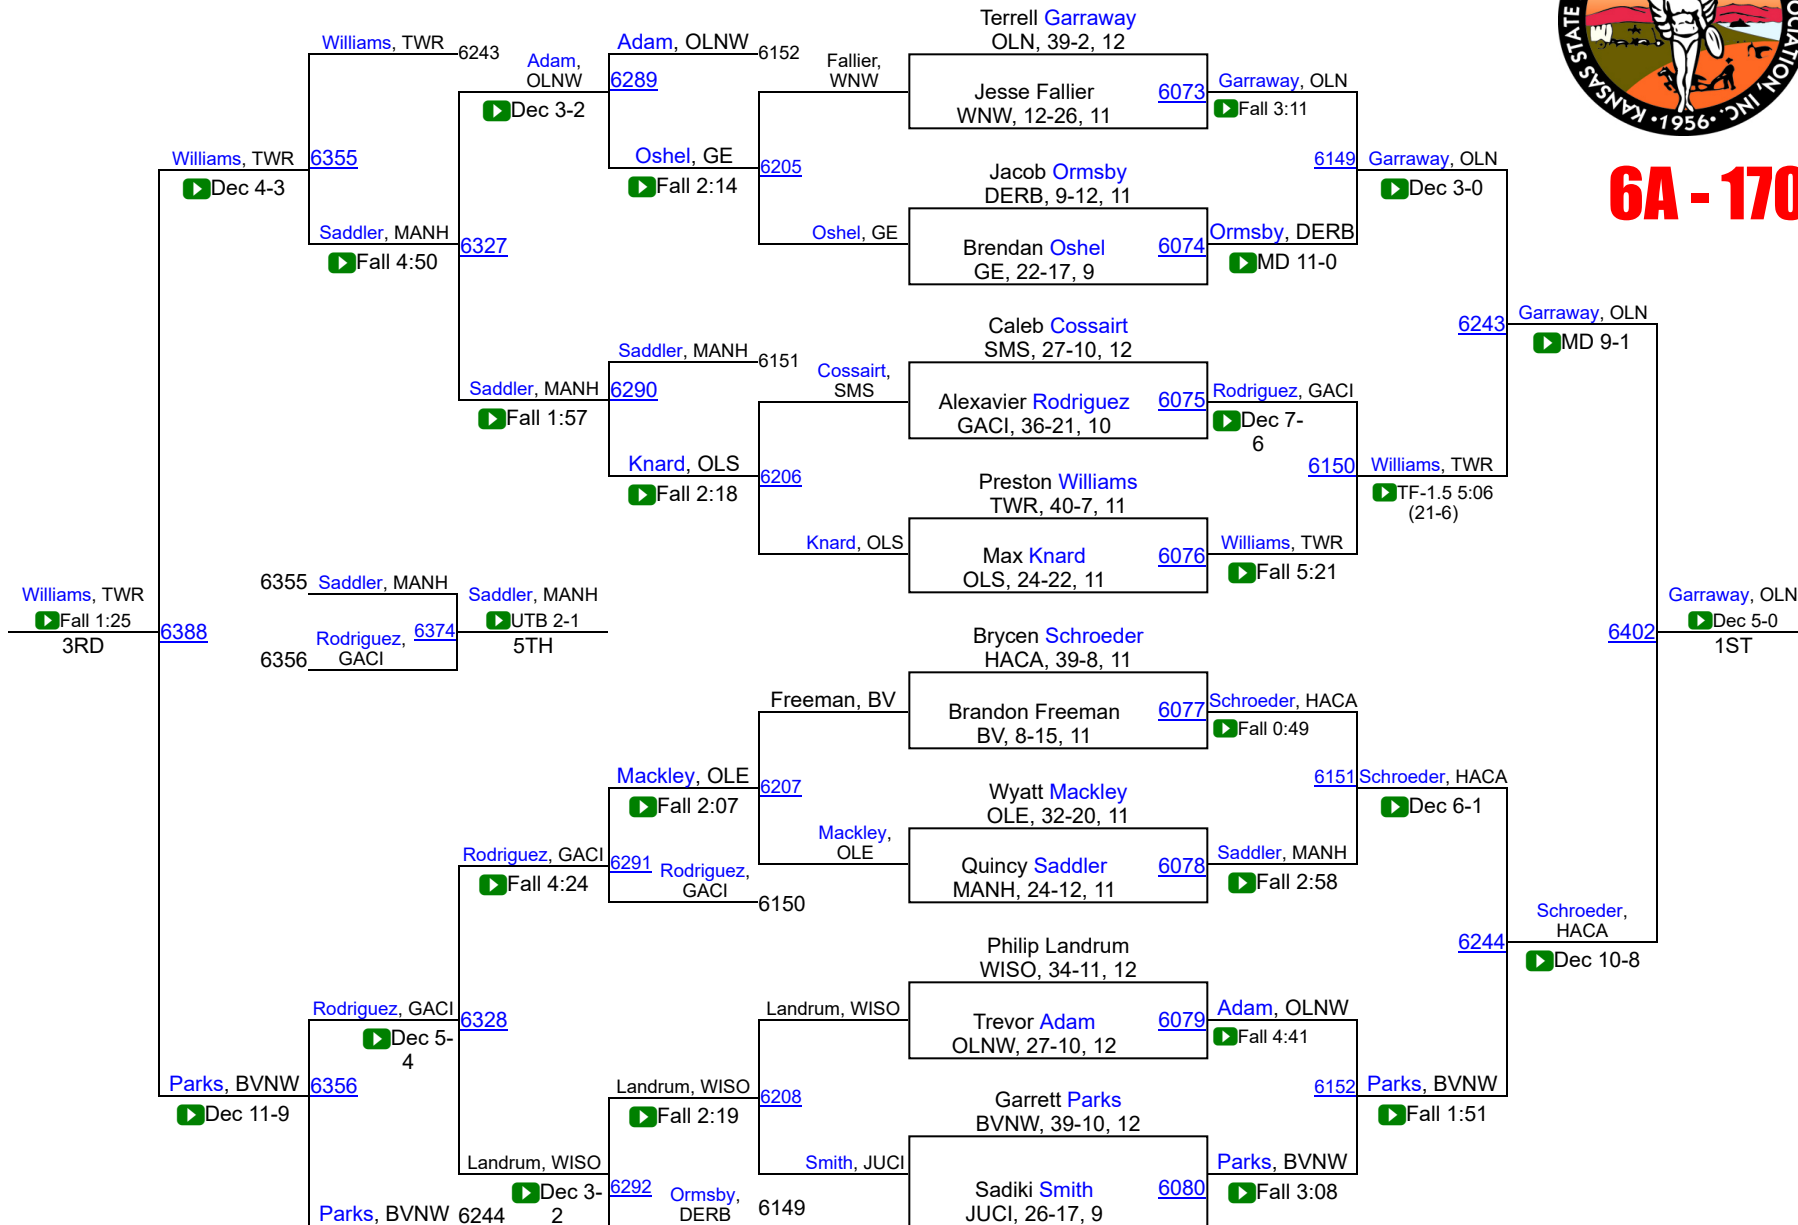 Terrell Garraway
OLN, 39-2, 12
Jesse Fallier
WNW, 12-26, 11
6073
Jacob Ormsby
DERB, 9-12, 11
Brendan Oshel
GE, 22-17, 9
6074
Caleb Cossairt
SMS, 27-10, 12
Alexavier Rodriguez
GACI, 36-21, 10
6075
Preston Williams
TWR, 40-7, 11
Max Knard
OLS, 24-22, 11
6076
Brycen Schroeder
HACA, 39-8, 11
Brandon Freeman
BV, 8-15, 11
6077
Wyatt Mackley
OLE, 32-20, 11
Quincy Saddler
MANH, 24-12, 11
6078
Philip Landrum
WISO, 34-11, 12
Trevor Adam
OLNW, 27-10, 12
6079
Garrett Parks
BVNW, 39-10, 12
Sadiki Smith
JUCI, 26-17, 9
6080
Garraway, OLN
Fall 3:11
6149
Ormsby, DERB
MD 11-0
Rodriguez, GACI
Dec 7-
6
6150
Williams, TWR
Fall 5:21
Schroeder, HACA
Fall 0:49
6151
Saddler, MANH
Fall 2:58
Adam, OLNW
Fall 4:41
6152
Parks, BVNW
Fall 3:08
Garraway, OLN
Dec 3-0
6243
Williams, TWR
TF-1.5 5:06
(21-6)
Schroeder, HACA
Dec 6-1
6244
Parks, BVNW
Fall 1:51
Garraway, OLN
MD 9-1
6402
Schroeder,
HACA
Dec 10-8
Garraway, OLN
Dec 5-0
1ST
KANSAS STATE
1956
INC.
6A - 170
Fallier,
WNW
6205
Oshel, GE
Cossairt,
SMS
6206
Knard, OLS
Freeman, BV
6207
Mackley,
OLE
Landrum, WISO
6208
Smith, JUCI
Adam, OLNW
6152
6289
Oshel, GE
Fall 2:14
Saddler, MANH
6151
6290
Knard, OLS
Fall 2:18
Mackley, OLE
Fall 2:07
6291
Rodriguez,
GACI
6150
Landrum, WISO
Fall 2:19
6292
Ormsby,
DERB
6149
Adam,
OLNW
Dec 3-2
6327
Saddler, MANH
Fall 1:57
Rodriguez, GACI
Fall 4:24
6328
Landrum, WISO
Dec 3-
2
Williams, TWR
6243
6355
Saddler, MANH
Fall 4:50
Rodriguez, GACI
Dec 5-
4
6356
Parks, BVNW
6244
Williams, TWR
Dec 4-3
6388
Parks, BVNW
Dec 11-9
Williams, TWR
Fall 1:25
3RD
6355
Saddler, MANH
6374
6356
Rodriguez,
GACI
Saddler, MANH
UTB 2-1
5TH